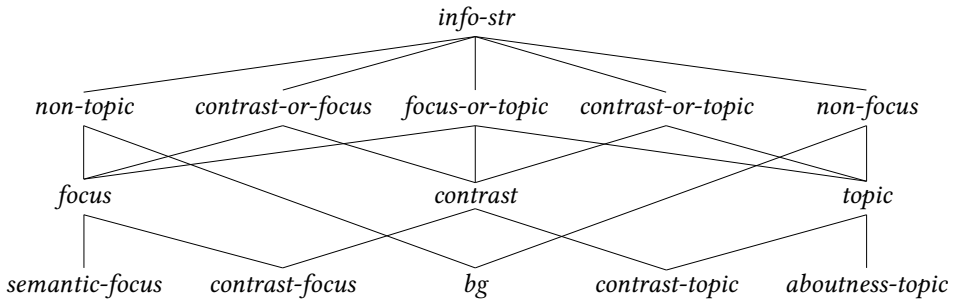 info-str
non-topic contrast-or-focus focus-or-topic contrast-or-topic non-focus
focus contrast topic
semantic-focus contrast-focus bg contrast-topic aboutness-topic